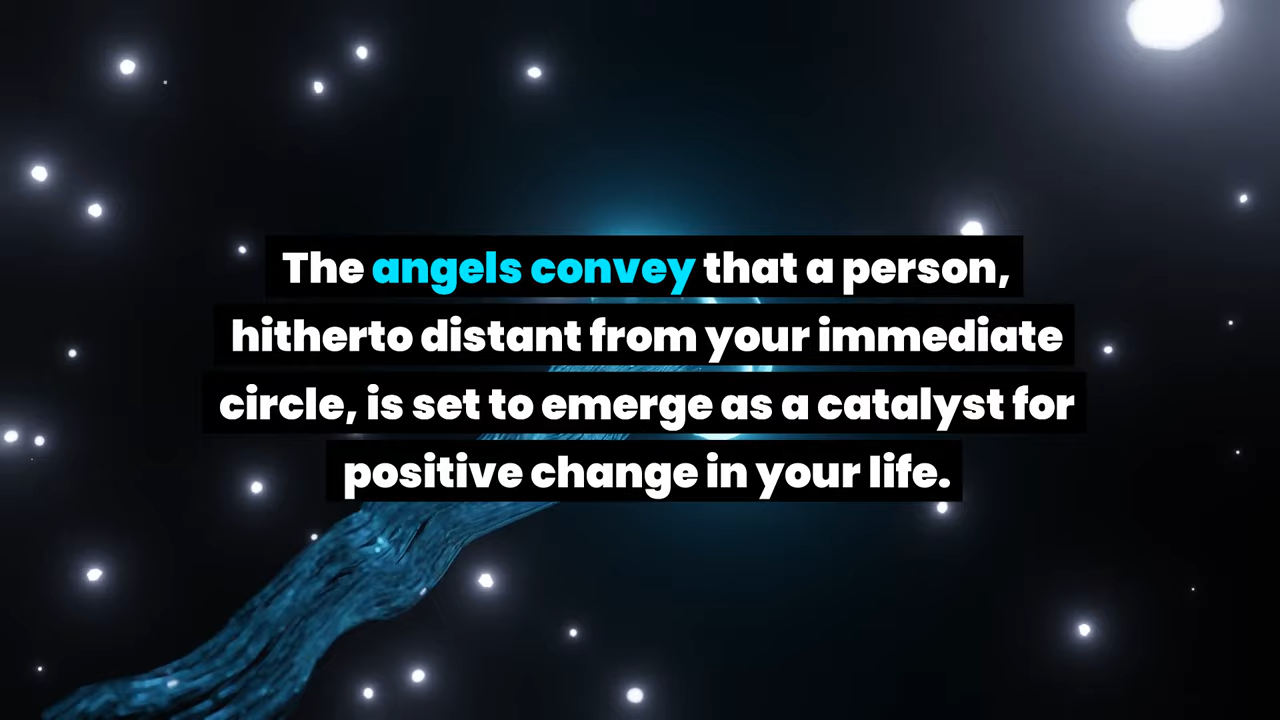 The angels convey that a person,
hitherto distant from your immediate
circle, is set to emerge as a catalyst for
positive change in your life.